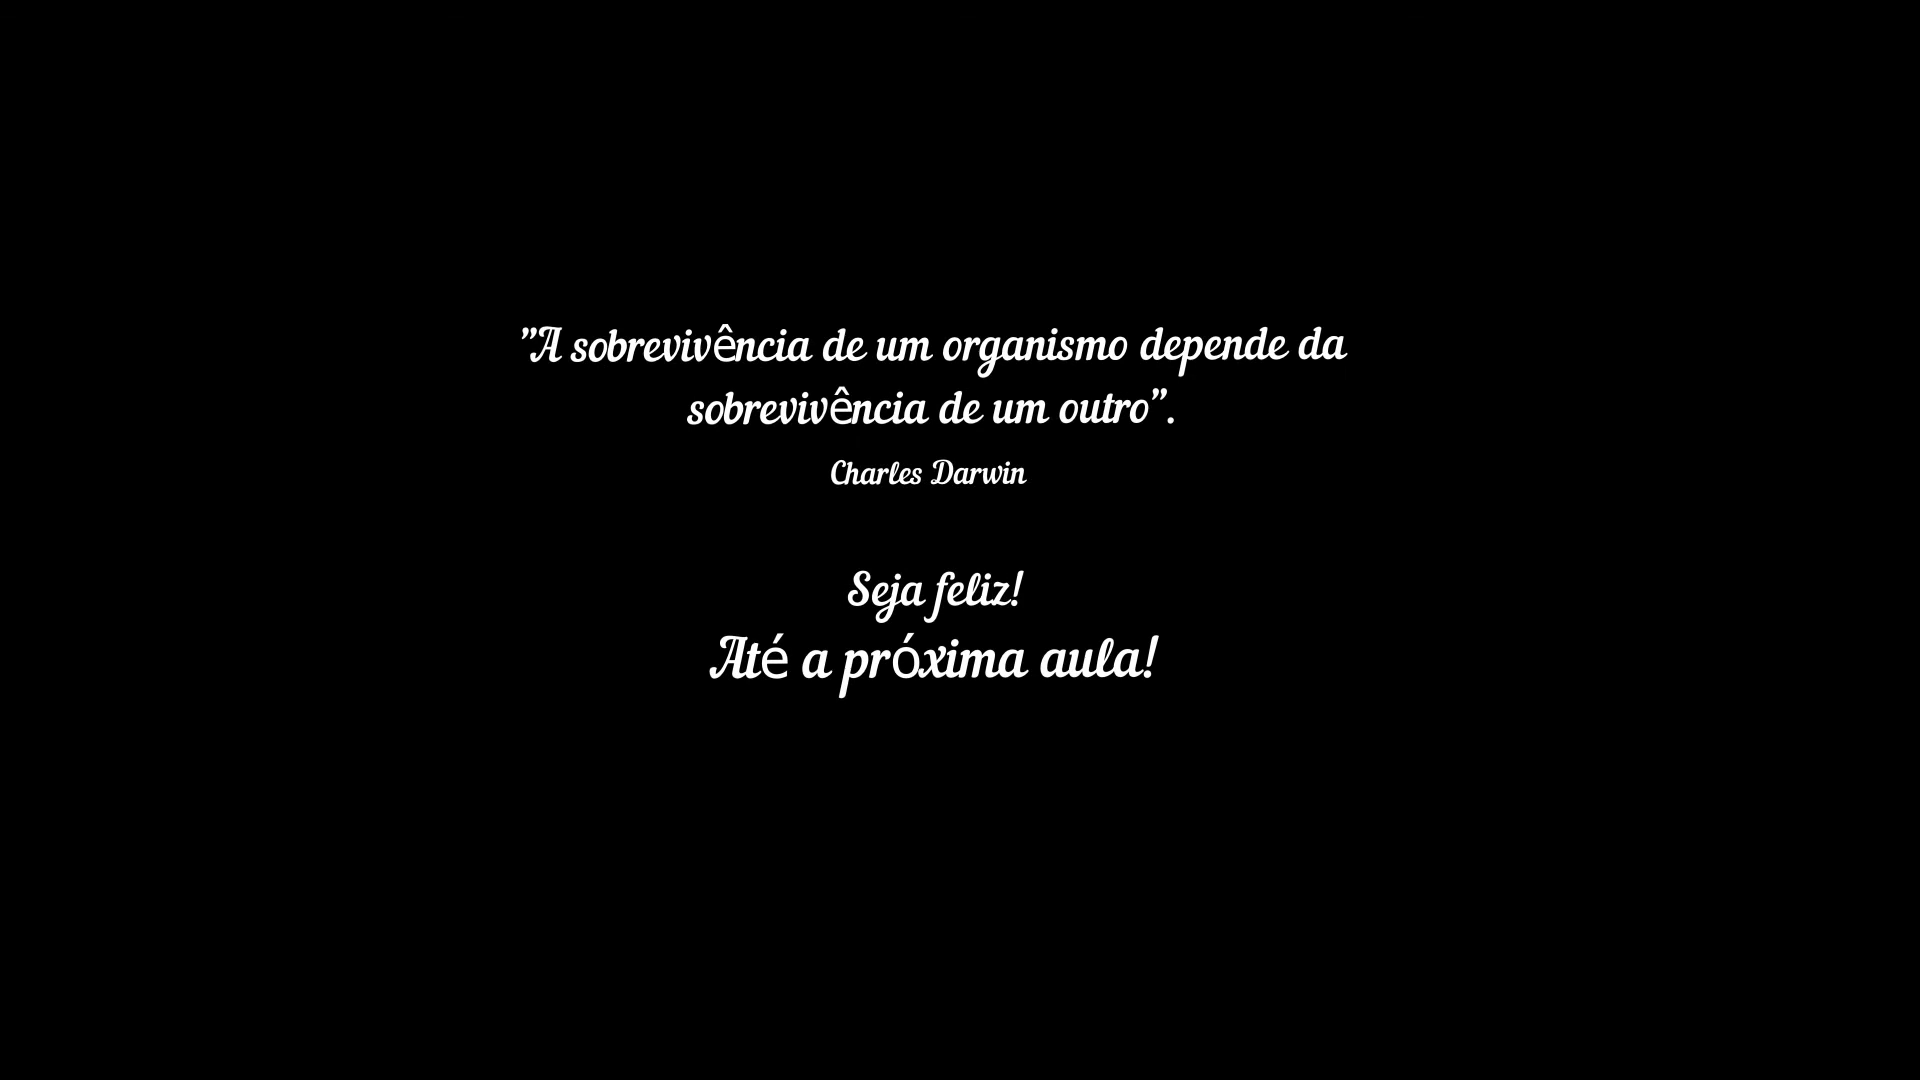 "A sobrevivência de um organismo depende da
sobrevivência de um outro".
Charles Darwin
Seja feliz!
Até a próxima aula!